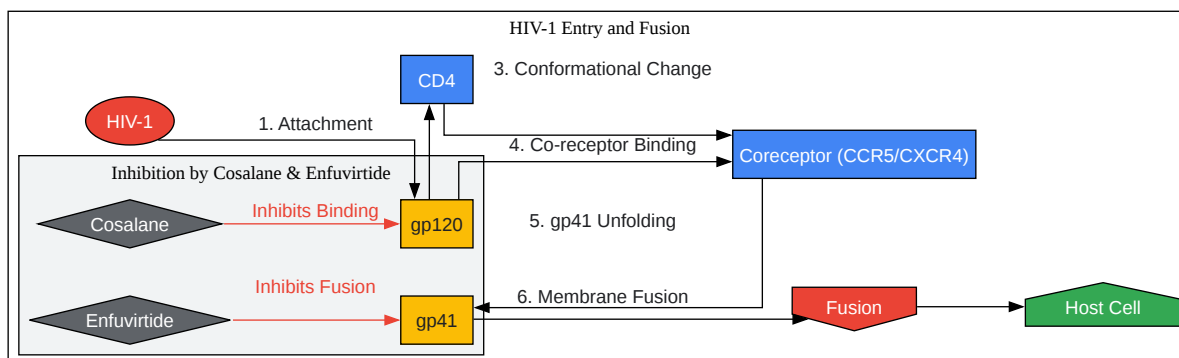 HIV-1 Entry and Fusion
CD4
3. Conformational Change
HIV-1
1. Attachment
4. Co-receptor Binding
Coreceptor (CCR5/CXCR4)
Inhibition by Cosalane & Enfuvirtide
Cosalane
Inhibits Binding
gp120
5. gp41 Unfolding
Enfuvirtide
Inhibits Fusion
gp41
6. Membrane Fusion
Fusion
Host Cell